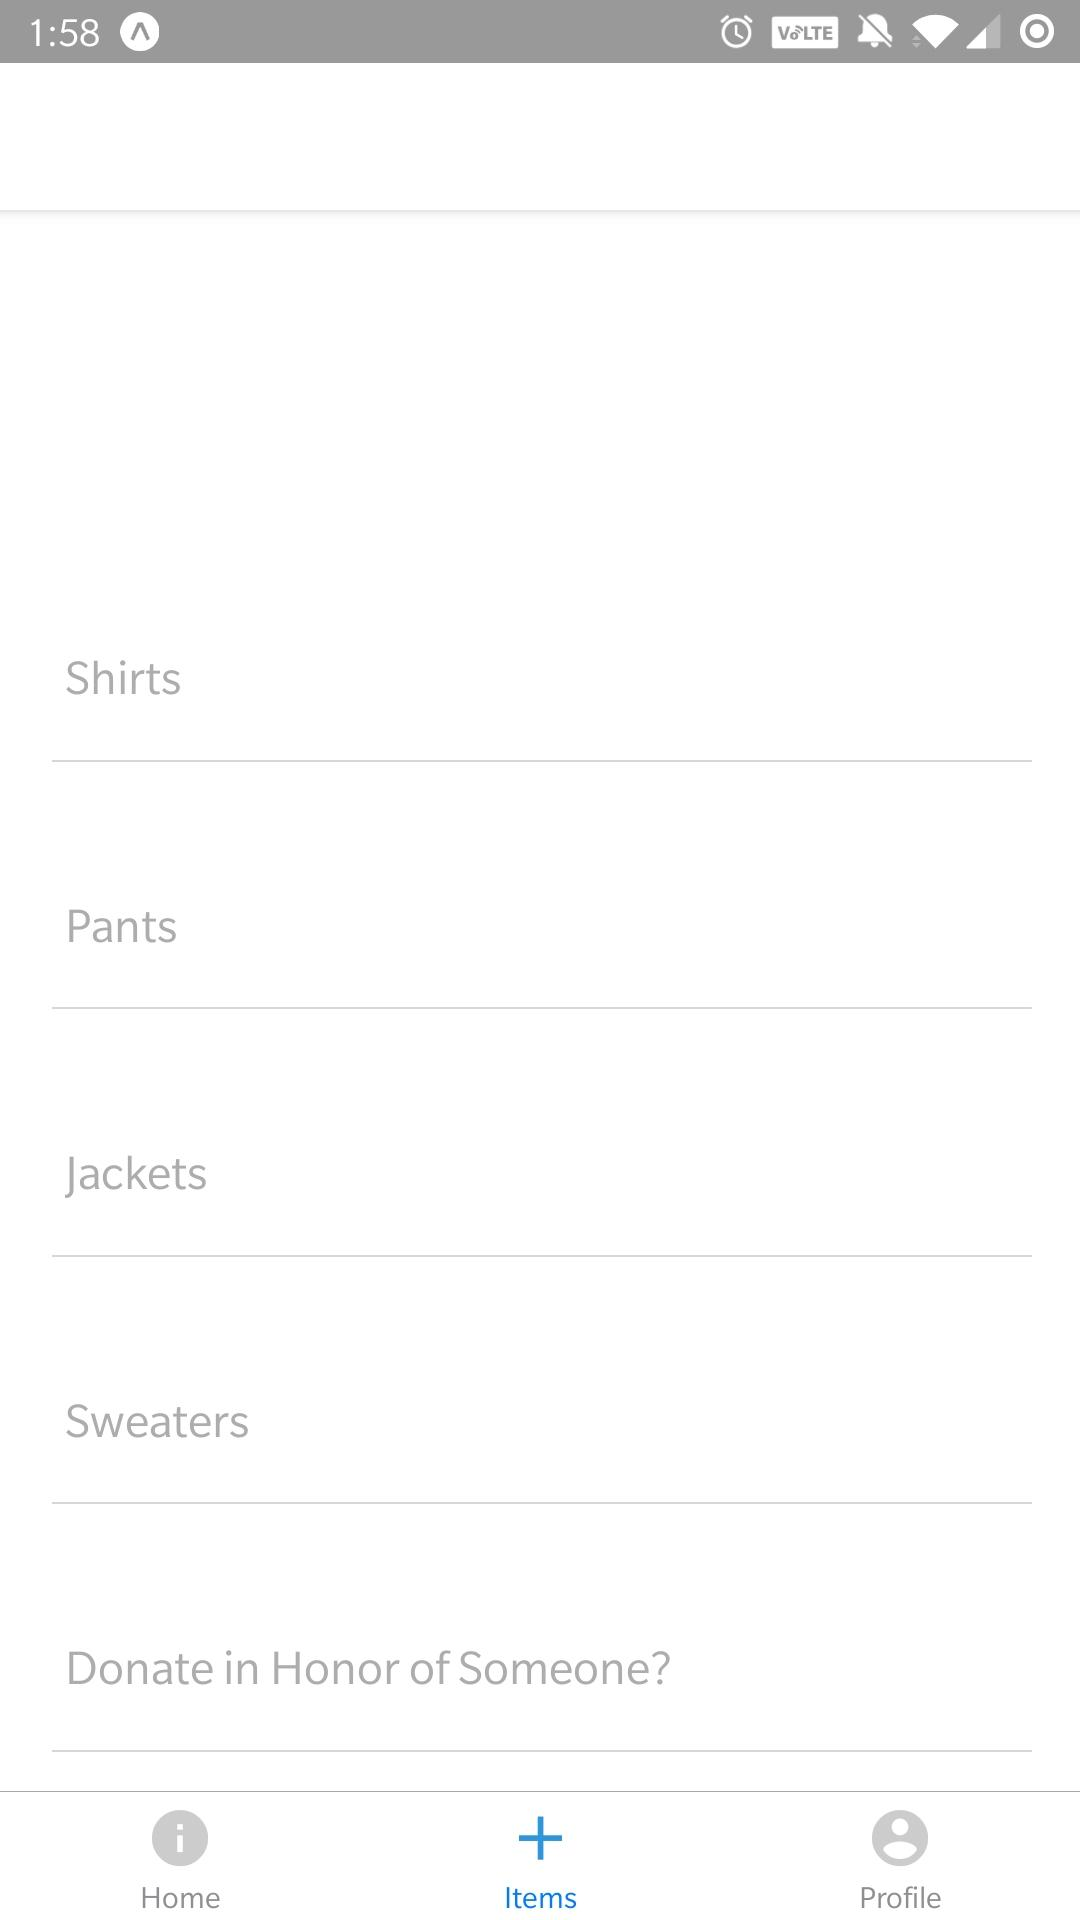 1:58
VoLTE
Shirts
Pants
Jackets
Sweaters
Donate in Honor of Someone?
Home
Items
Profile